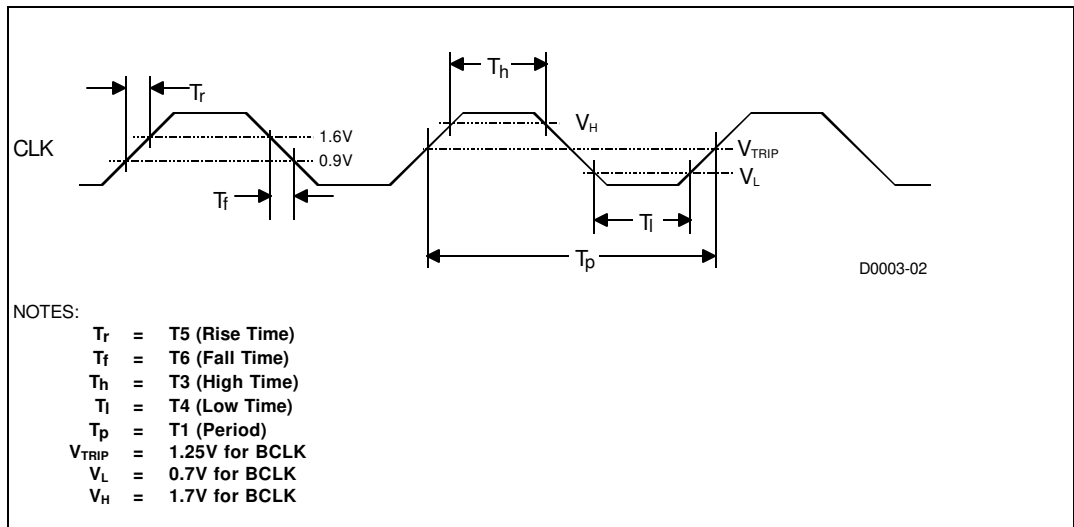 Th
Tr
VH
1.6V
CLK
VTRIP
0.9V
VL
Tf
Tl
Tp
D0003-02
NOTES:
Tr = T5 (Rise Time)
Tf = T6 (Fall Time)
Th = T3 (High Time)
Tl = T4 (Low Time)
Tp = T1 (Period)
VTRIP = 1.25V for BCLK
VL = 0.7V for BCLK
VH = 1.7V for BCLK